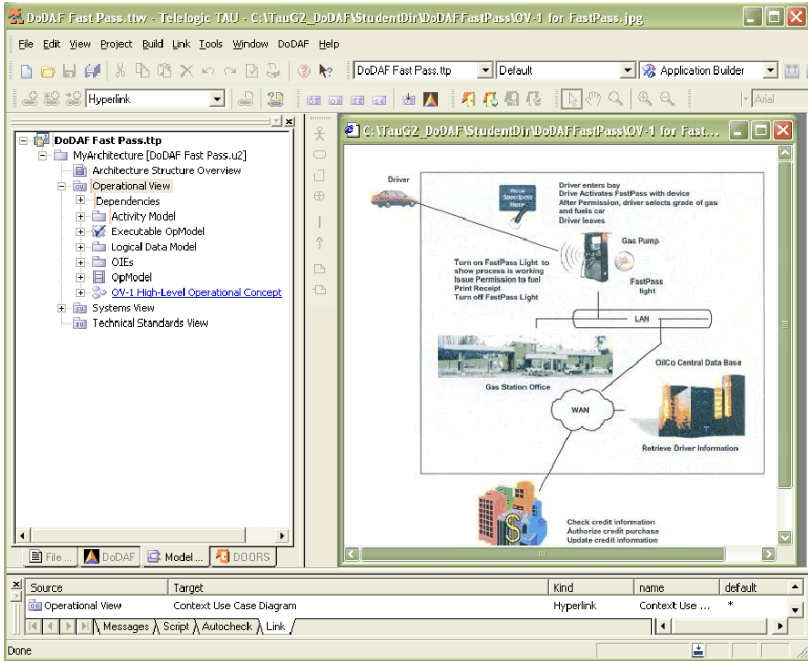 DoDAF Fast Pass.ttw - Telelogic TAU - C:\TauG2_DoDAF\StudentDir\DoDAFFastPass\OV-1 for FastPass.jpg
File Edit View Project Build Link Tools Window DoDAF Help
DoDAF Fast Pass.ttp Default Application Builder
Hyperlink Arial
DoDAF Fast Pass.ttp
MyArchitecture [DoDAF Fast Pass.u2]
Architecture Structure Overview
Operational View
Dependencies
Activity Model
Executable OpModel
Logical Data Model
OIEs
OpModel
OV-1 High-Level Operational Concept
Systems View
Technical Standards View
File ... DoDAF Model ... DOORS
C:\TauG2_DoDAF\StudentDir\DoDAFFastPass\OV-1 for Fast...
Driver
Place
Speedpass
Here
Driver enters bay
Drive Activates FastPass with device
After Permission, driver selects grade of gas
and fuels car
Driver leaves
Gas Pump
Turn on FastPass Light to
show process is working
Issue Permission to fuel
Print Receipt
Turn off FastPass Light
FastPass
light
LAN
Gas Station Office
OilCo Central Data Base
WAN
Retrieve Driver Information
$
Check credit information
Authorize credit purchase
Update credit information
Source Target Kind name default
Operational View Context Use Case Diagram Hyperlink Context Use ... *
Messages Script Autocheck Link
Done